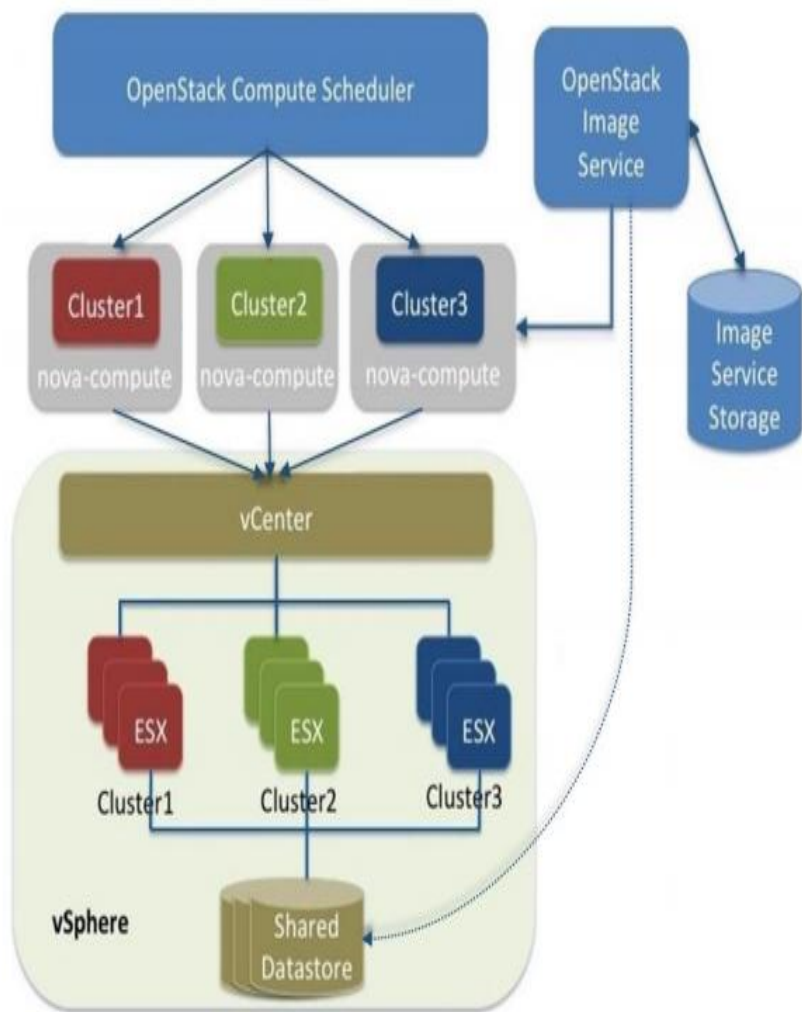 OpenStack Compute Scheduler
OpenStack
Image
Service
Cluster1
Cluster2
Cluster3
nova-compute
nova-compute
nova-compute
Image
Service
Storage
vCenter
ESX
ESX
ESX
Cluster1
Cluster2
Cluster3
vSphere
Shared
Datastore